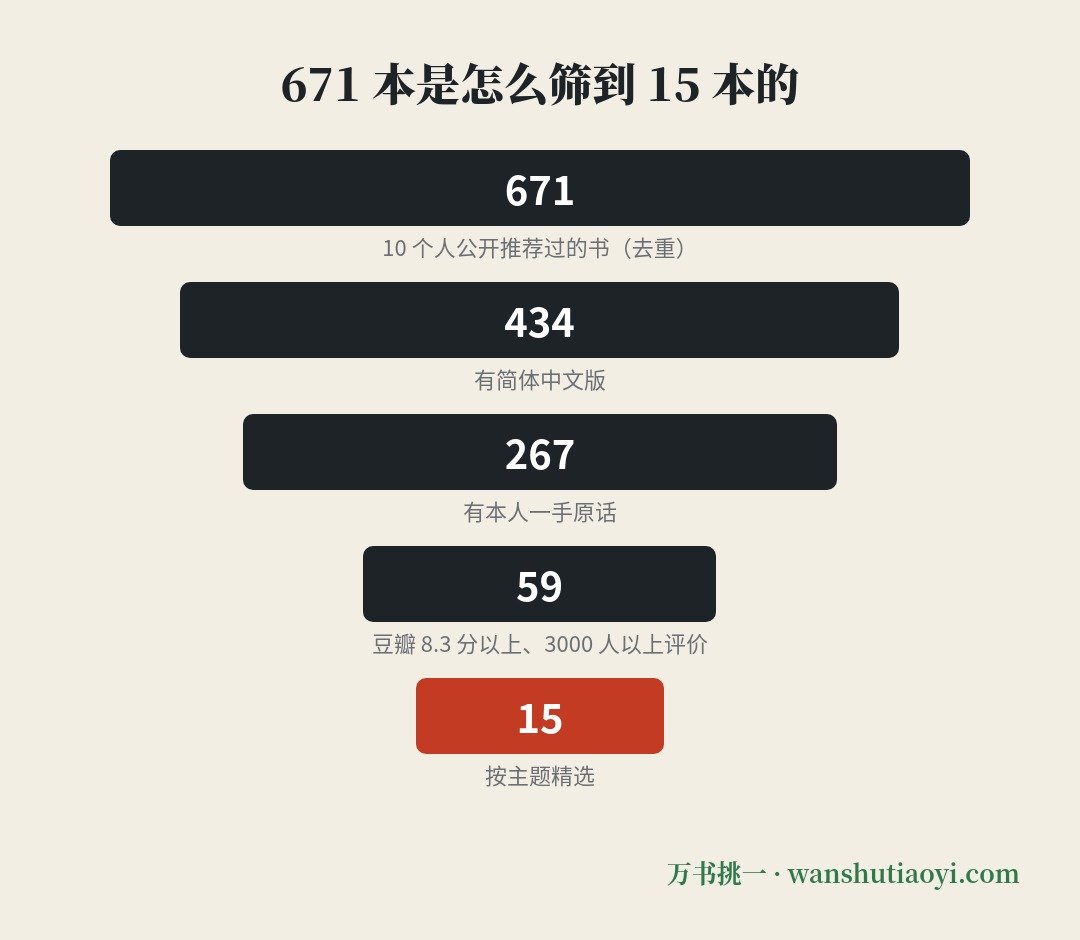 671 本是怎么筛到 15 本的
671
10 个人公开推荐过的书（去重）
434
有简体中文版
267
有本人一手原话
59
豆瓣 8.3 分以上、3000 人以上评价
15
按主题精选
万书挑一 · wanshutiaoyi.com